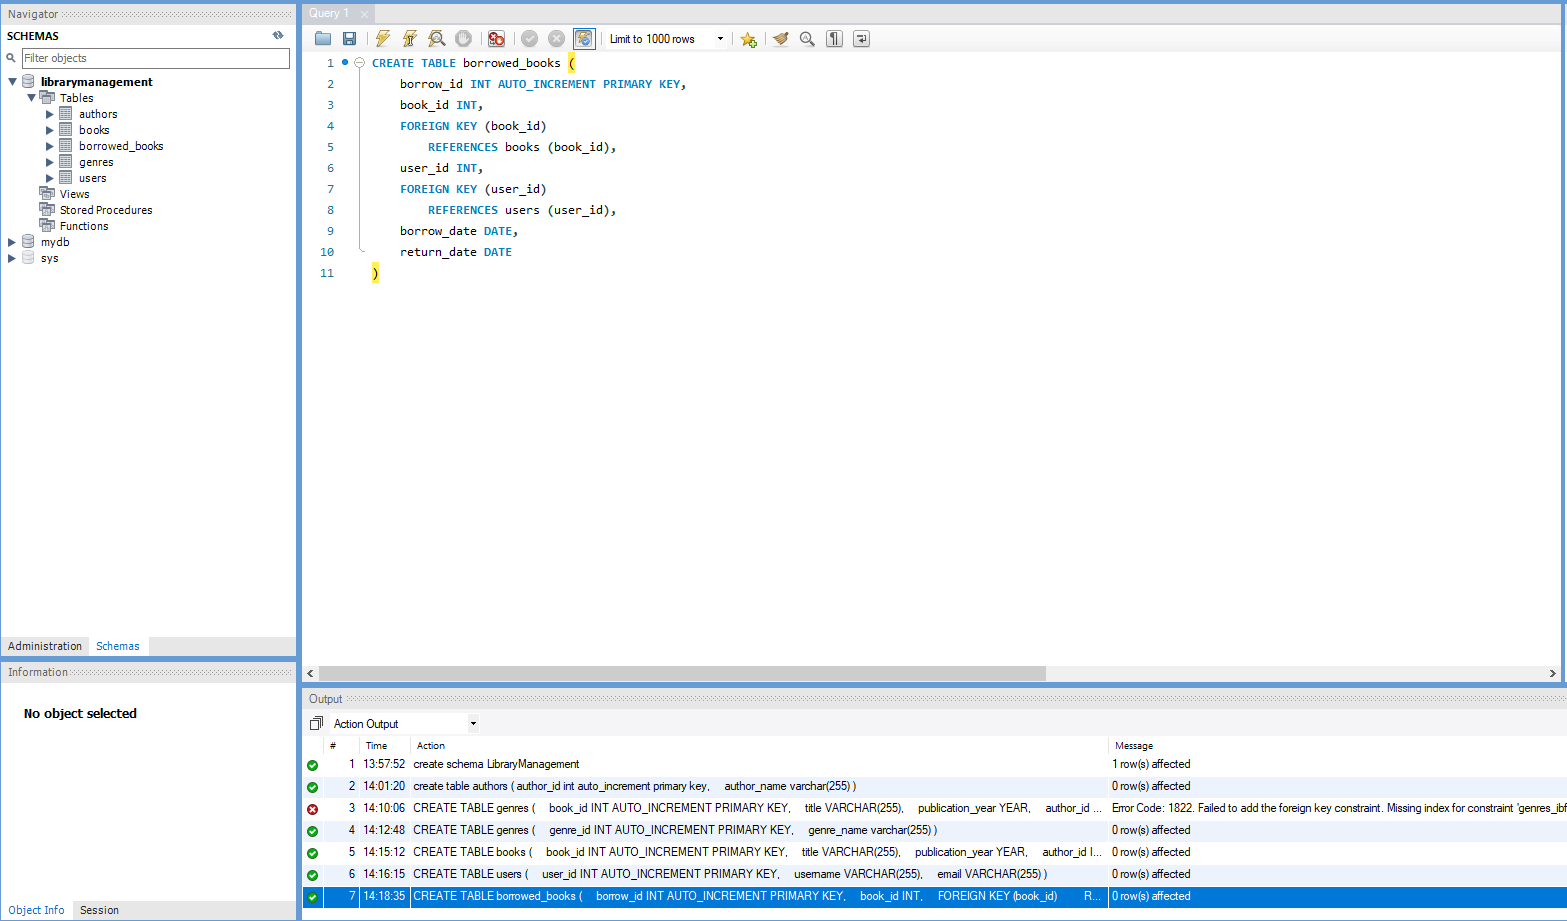 Navigator
SCHEMAS
Filter objects
librarymanagement
Tables
authors
books
borrowed_books
genres
users
Views
Stored Procedures
Functions
mydb
sys
Administration Schemas
Information
No object selected
Object Info Session
Query 1
Limit to 1000 rows
1 CREATE TABLE borrowed_books (
2 borrow_id INT AUTO_INCREMENT PRIMARY KEY,
3 book_id INT,
4 FOREIGN KEY (book_id)
5 REFERENCES books (book_id),
6 user_id INT,
7 FOREIGN KEY (user_id)
8 REFERENCES users (user_id),
9 borrow_date DATE,
10 return_date DATE
11 )
Output
Action Output
# Time Action Message
1 13:57:52 create schema LibraryManagement 1 row(s) affected
2 14:01:20 create table authors ( author_id int auto_increment primary key, author_name varchar(255) ) 0 row(s) affected
3 14:10:06 CREATE TABLE genres ( book_id INT AUTO_INCREMENT PRIMARY KEY, title VARCHAR(255), publication_year YEAR, author_id ... Error Code: 1822. Failed to add the foreign key constraint. Missing index for constraint 'genres_ibf
4 14:12:48 CREATE TABLE genres ( genre_id INT AUTO_INCREMENT PRIMARY KEY, genre_name varchar(255) ) 0 row(s) affected
5 14:15:12 CREATE TABLE books ( book_id INT AUTO_INCREMENT PRIMARY KEY, title VARCHAR(255), publication_year YEAR, author_id I... 0 row(s) affected
6 14:16:15 CREATE TABLE users ( user_id INT AUTO_INCREMENT PRIMARY KEY, username VARCHAR(255), email VARCHAR(255) ) 0 row(s) affected
7 14:18:35 CREATE TABLE borrowed_books ( borrow_id INT AUTO_INCREMENT PRIMARY KEY, book_id INT, FOREIGN KEY (book_id) R... 0 row(s) affected